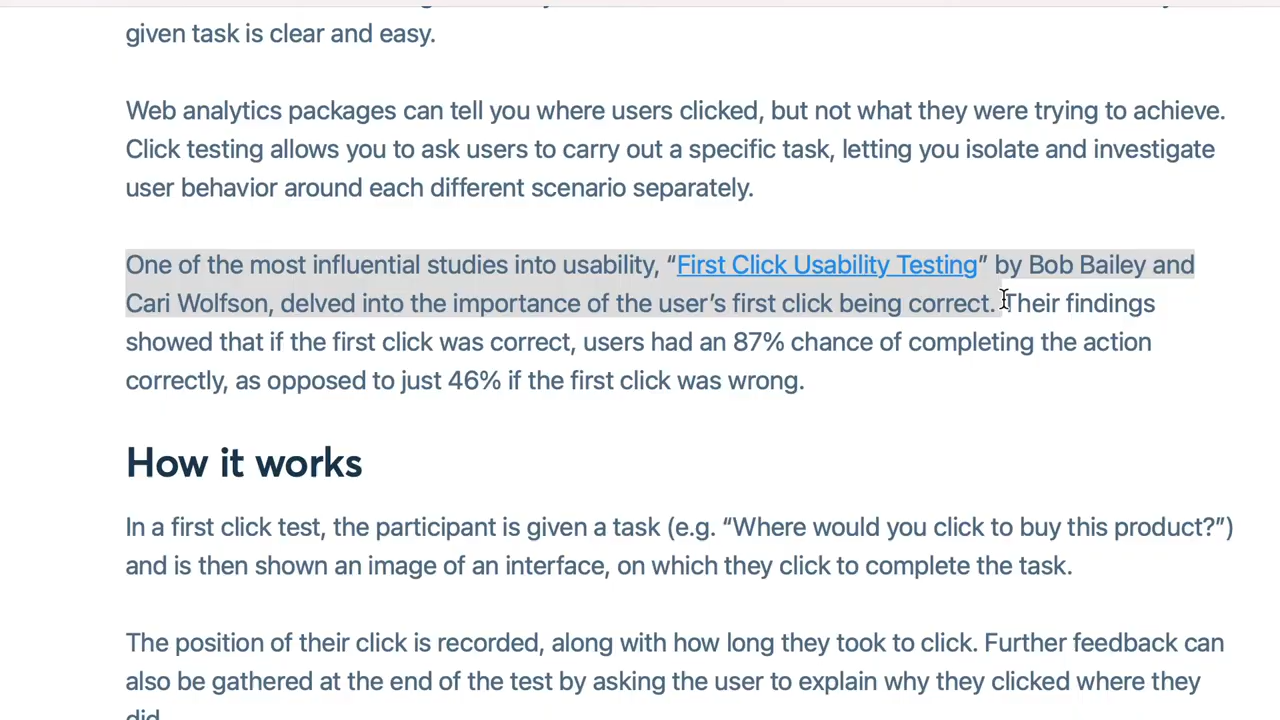 given task is clear and easy.
Web analytics packages can tell you where users clicked, but not what they were trying to achieve.
Click testing allows you to ask users to carry out a specific task, letting you isolate and investigate
user behavior around each different scenario separately.
One of the most influential studies into usability, “First Click Usability Testing” by Bob Bailey and
Cari Wolfson, delved into the importance of the user’s first click being correct. Their findings
showed that if the first click was correct, users had an 87% chance of completing the action
correctly, as opposed to just 46% if the first click was wrong.
How it works
In a first click test, the participant is given a task (e.g. “Where would you click to buy this product?”)
and is then shown an image of an interface, on which they click to complete the task.
The position of their click is recorded, along with how long they took to click. Further feedback can
also be gathered at the end of the test by asking the user to explain why they clicked where they
did.